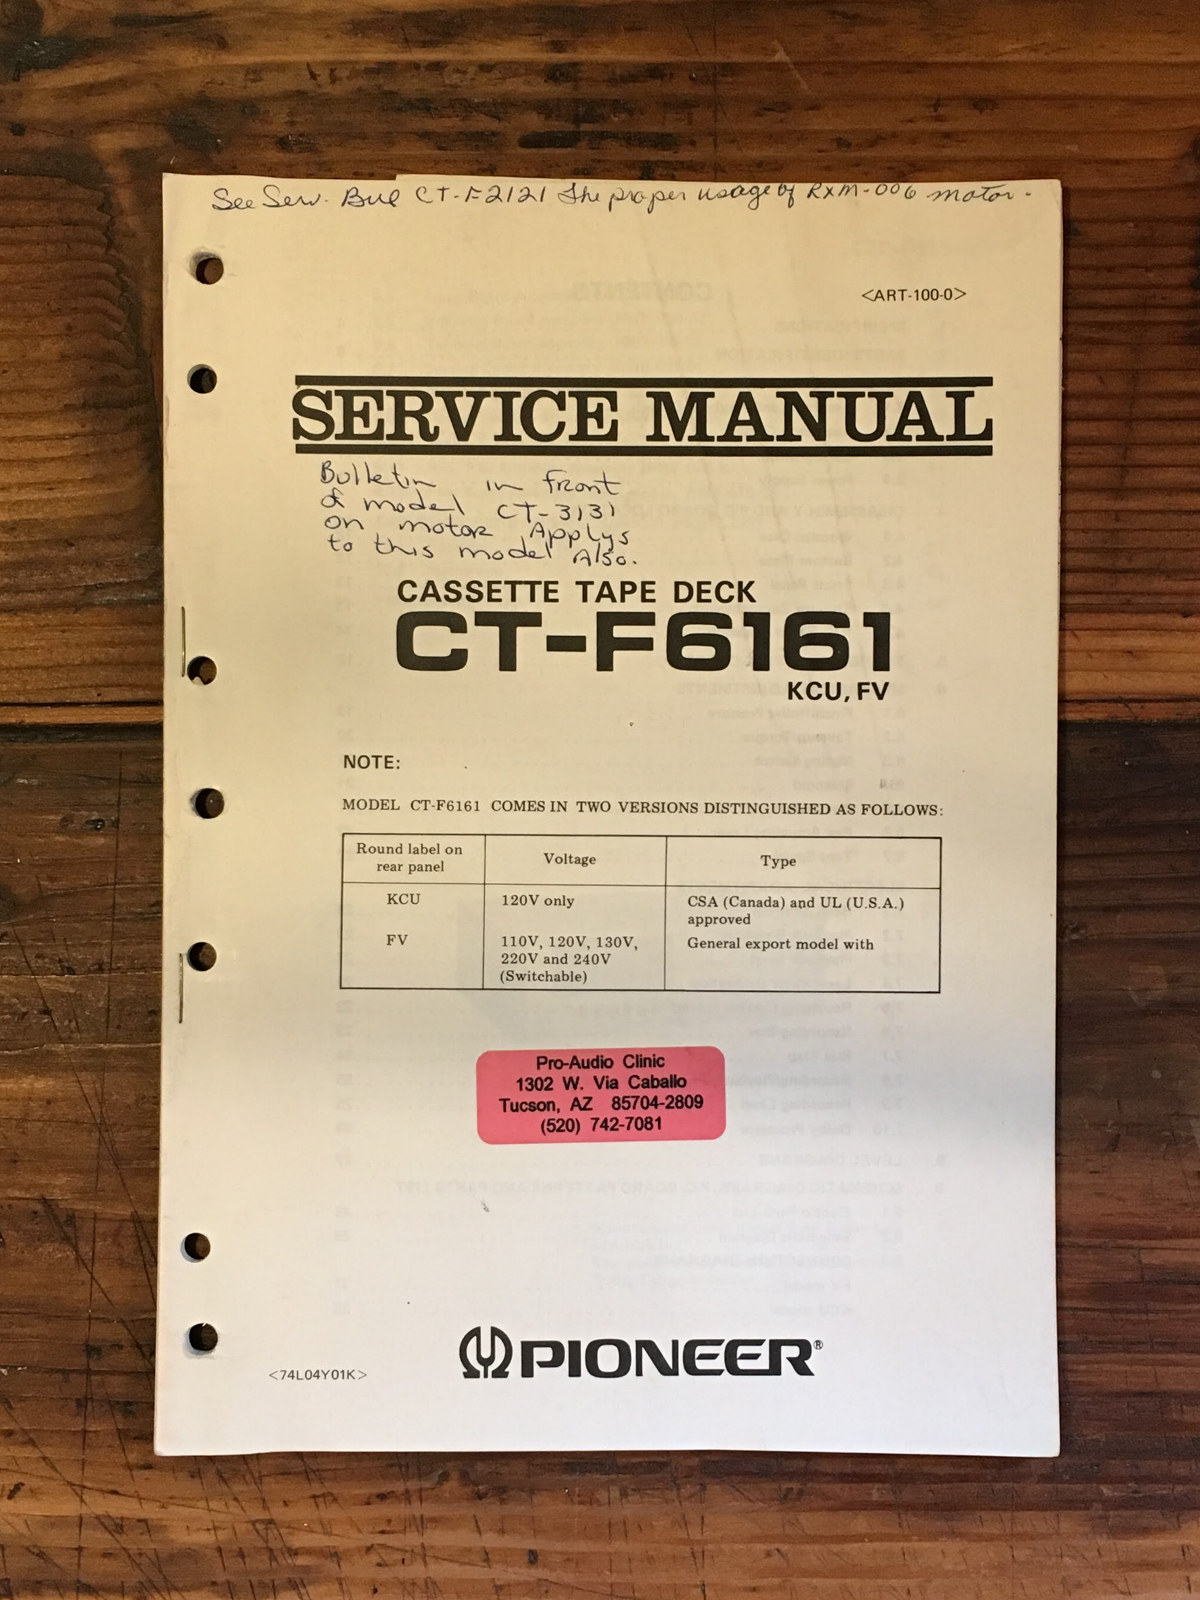 See Serv. Bul CT-F2121 The proper usage of RXM-006 motor.
<ART-100-0>
SERVICE MANUAL
Bulletin in front
of model CT-3131
on motor Applys
to this model Also.
CASSETTE TAPE DECK
CT-F6161
KCU, FV
NOTE:
MODEL CT-F6161 COMES IN TWO VERSIONS DISTINGUISHED AS FOLLOWS:
Round label on
rear panel
Voltage
Type
KCU
120V only
CSA (Canada) and UL (U.S.A.)
approved
FV
110V, 120V, 130V,
220V and 240V
(Switchable)
General export model with
Pro-Audio Clinic
1302 W. Via Caballo
Tucson, AZ 85704-2809
(520) 742-7081
PIONEER®
<74L04Y01K>